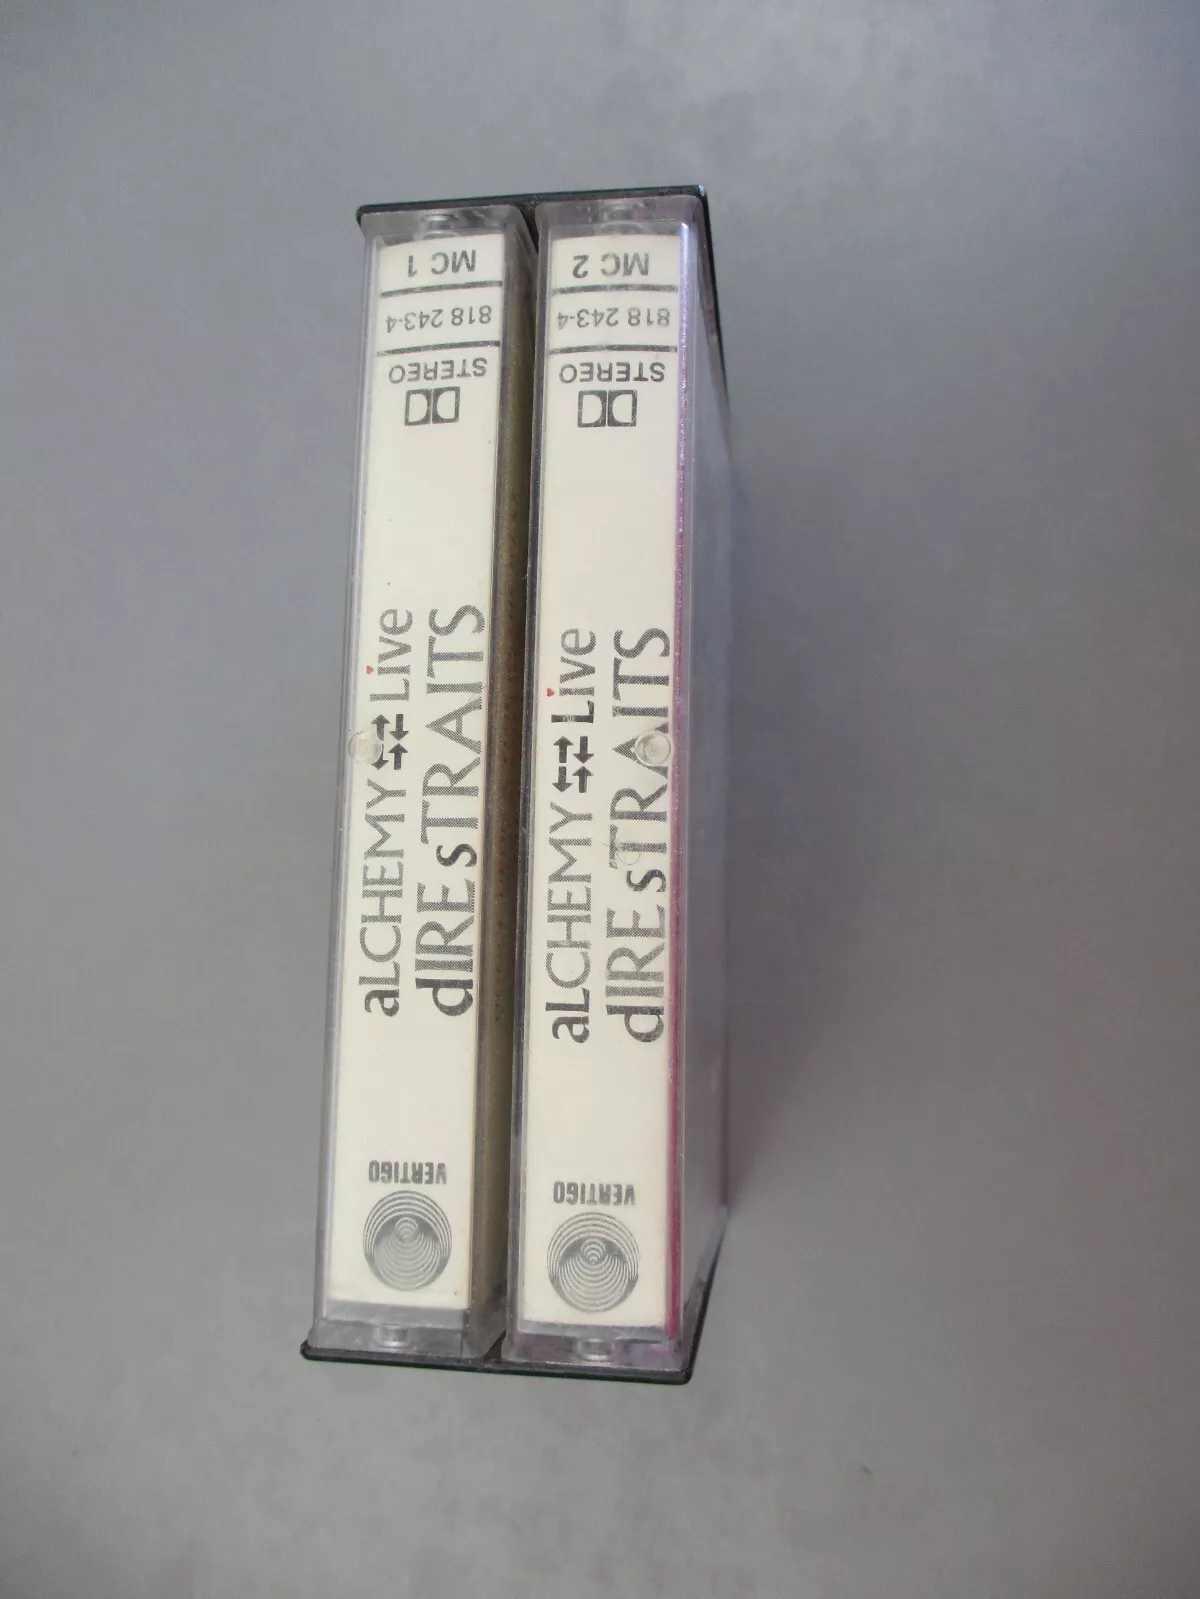 MC 1
818 243-4
STEREO
aLCHEMY ⇄ Live
dIRE sTRAITS
VERTIGO
MC 2
818 243-4
STEREO
aLCHEMY ⇄ Live
dIRE sTRAITS
VERTIGO